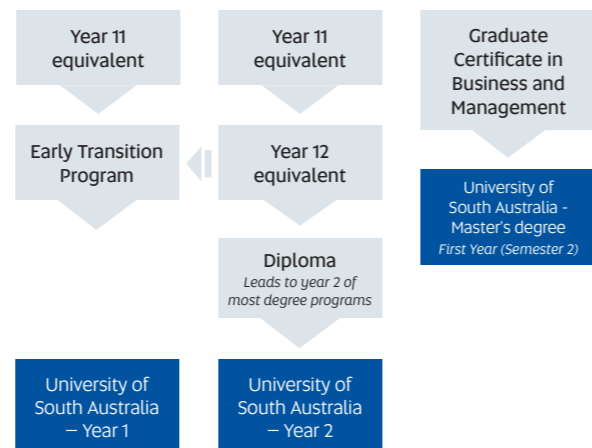 Year 11
equivalent
Early Transition
Program
University of
South Australia
– Year 1
Year 11
equivalent
Year 12
equivalent
Diploma
Leads to year 2 of
most degree programs
University of
South Australia
– Year 2
Graduate
Certificate in
Business and
Management
University of
South Australia -
Master's degree
First Year (Semester 2)